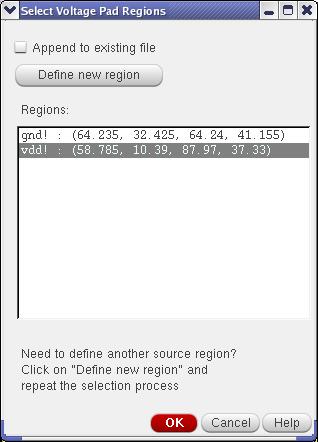 Select Voltage Pad Regions
Append to existing file
Define new region
Regions:
gnd! : (64.235, 32.425, 64.24, 41.155)
vdd! : (58.785, 10.39, 87.97, 37.33)
Need to define another source region?
Click on "Define new region" and
repeat the selection process
OK Cancel Help